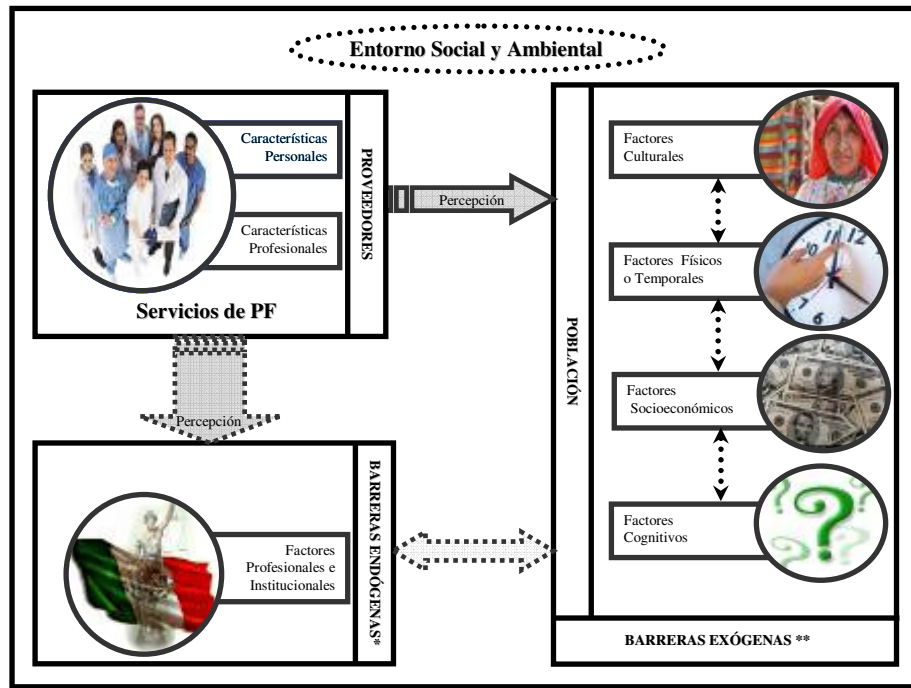 Entorno Social y Ambiental
Características
Personales
Características
Profesionales
Servicios de PF
PROVEEDORES
Percepción
Percepción
Factores
Profesionales e
Institucionales
BARRERAS ENDÓGENAS*
POBLACIÓN
Factores
Culturales
Factores Físicos
o Temporales
Factores
Socioeconómicos
Factores
Cognitivos
BARRERAS EXÓGENAS **